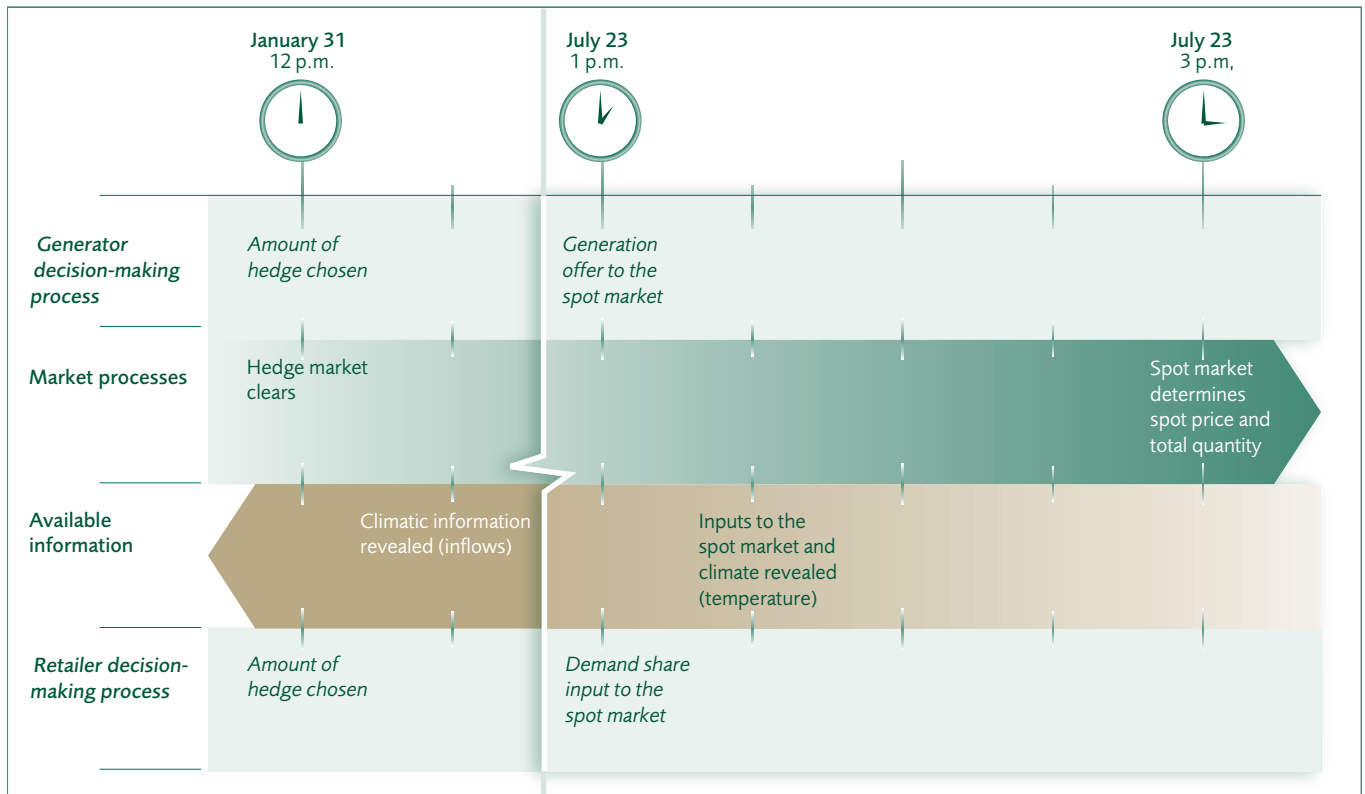 January 31
12 p.m.
July 23
1 p.m.
July 23
3 p.m,
Generator
decision-making
process
Amount of
hedge chosen
Generation
offer to the
spot market
Market processes
Hedge market
clears
Spot market
determines
spot price and
total quantity
Available
information
Climatic information
revealed (inflows)
Inputs to the
spot market and
climate revealed
(temperature)
Retailer decision-
making process
Amount of
hedge chosen
Demand share
input to the
spot market